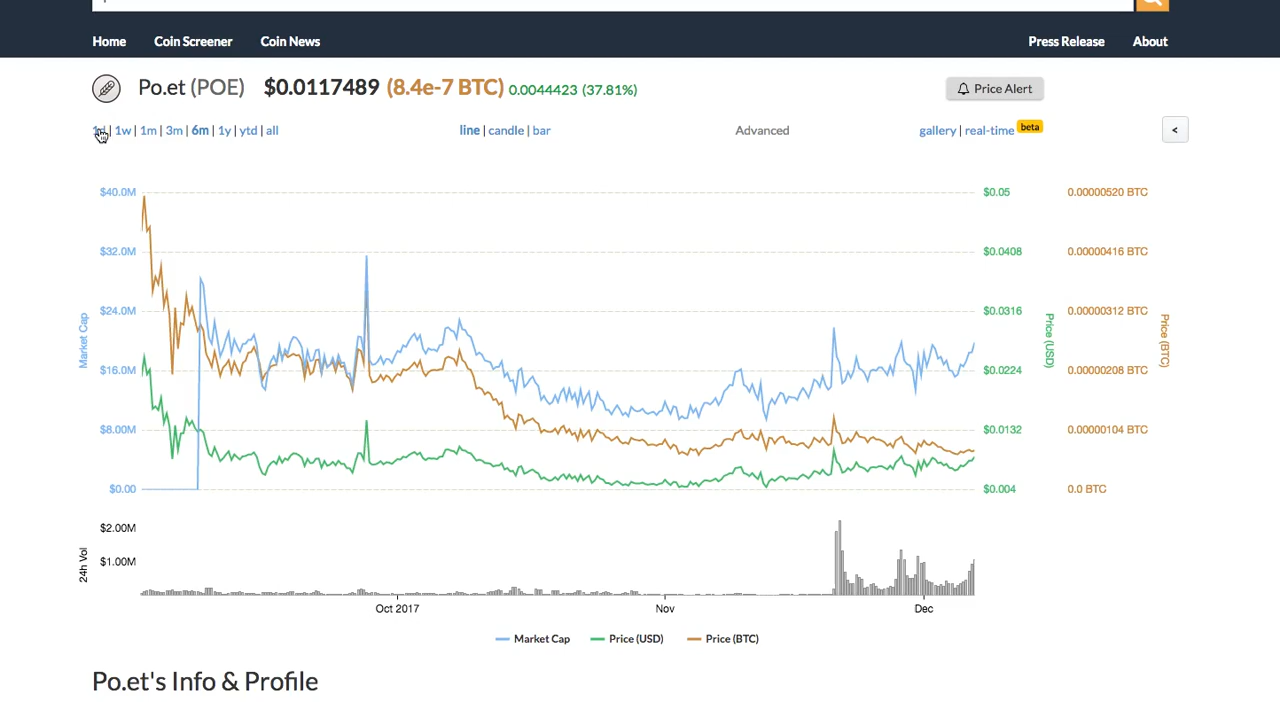 Home Coin Screener Coin News Press Release About
Po.et (POE) $0.0117489 (8.4e-7 BTC) 0.0044423 (37.81%) Price Alert
| 1w | 1m | 3m | 6m | 1y | ytd | all line | candle | bar Advanced gallery | real-time beta <
$40.0M $0.05 0.00000520 BTC
$32.0M $0.0408 0.00000416 BTC
$24.0M $0.0316 0.00000312 BTC
Market Cap Price (USD) Price (BTC)
$16.0M $0.0224 0.00000208 BTC
$8.00M $0.0132 0.00000104 BTC
$0.00 $0.004 0.0 BTC
$2.00M
24h Vol
$1.00M
Oct 2017 Nov Dec
Market Cap Price (USD) Price (BTC)
Po.et's Info & Profile